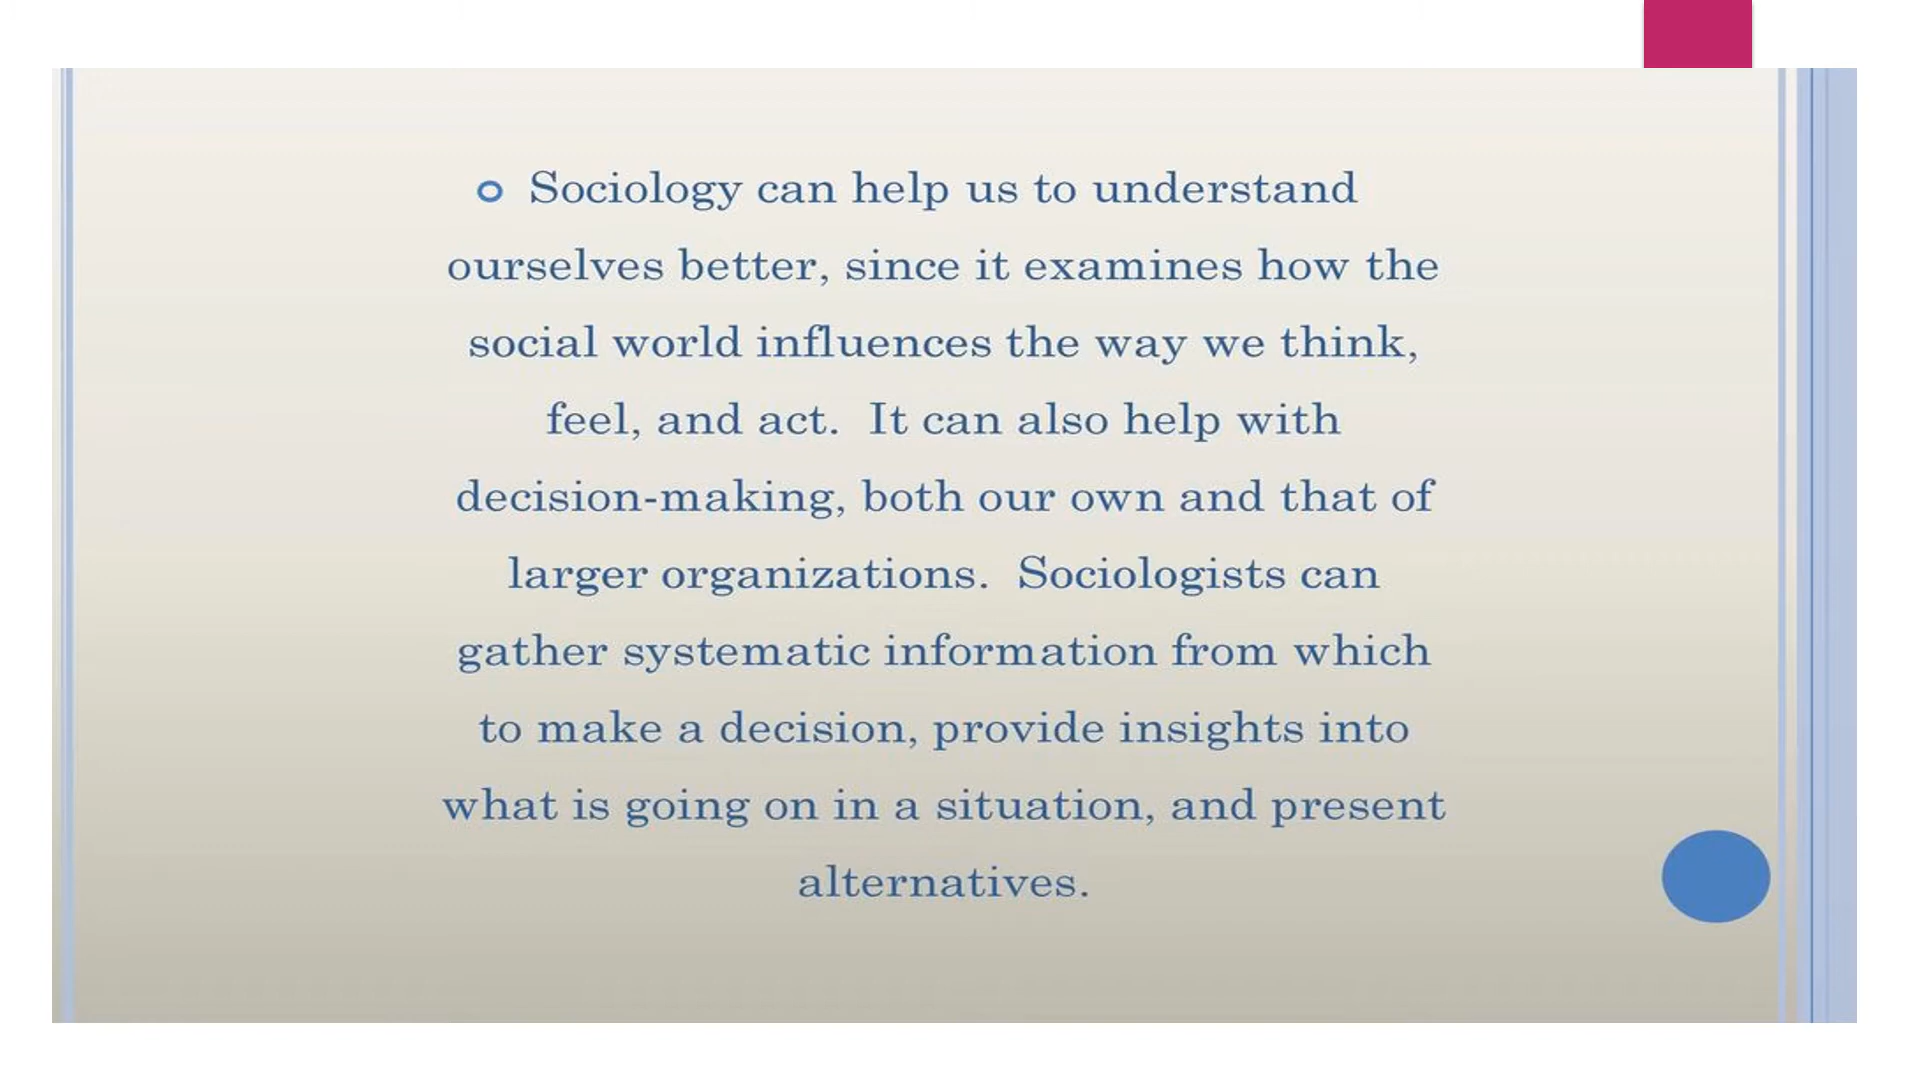 Sociology can help us to understand
ourselves better, since it examines how the
social world influences the way we think,
feel, and act.  It can also help with
decision-making, both our own and that of
larger organizations.  Sociologists can
gather systematic information from which
to make a decision, provide insights into
what is going on in a situation, and present
alternatives.